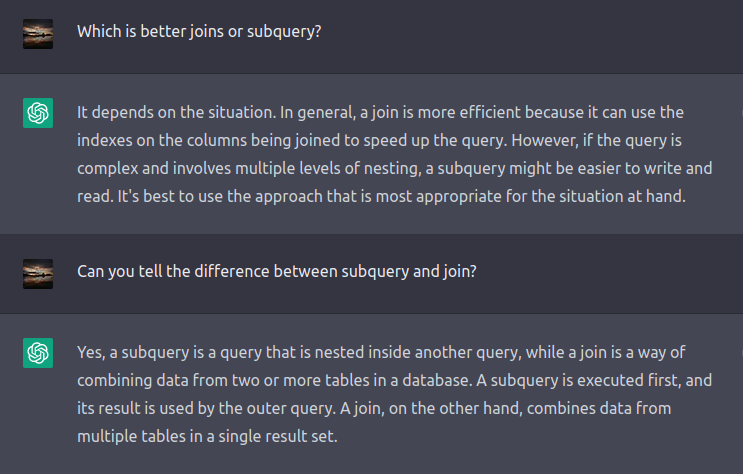 Which is better joins or subquery?
It depends on the situation. In general, a join is more efficient because it can use the
indexes on the columns being joined to speed up the query. However, if the query is
complex and involves multiple levels of nesting, a subquery might be easier to write and
read. It's best to use the approach that is most appropriate for the situation at hand.
Can you tell the difference between subquery and join?
Yes, a subquery is a query that is nested inside another query, while a join is a way of
combining data from two or more tables in a database. A subquery is executed first, and
its result is used by the outer query. A join, on the other hand, combines data from
multiple tables in a single result set.